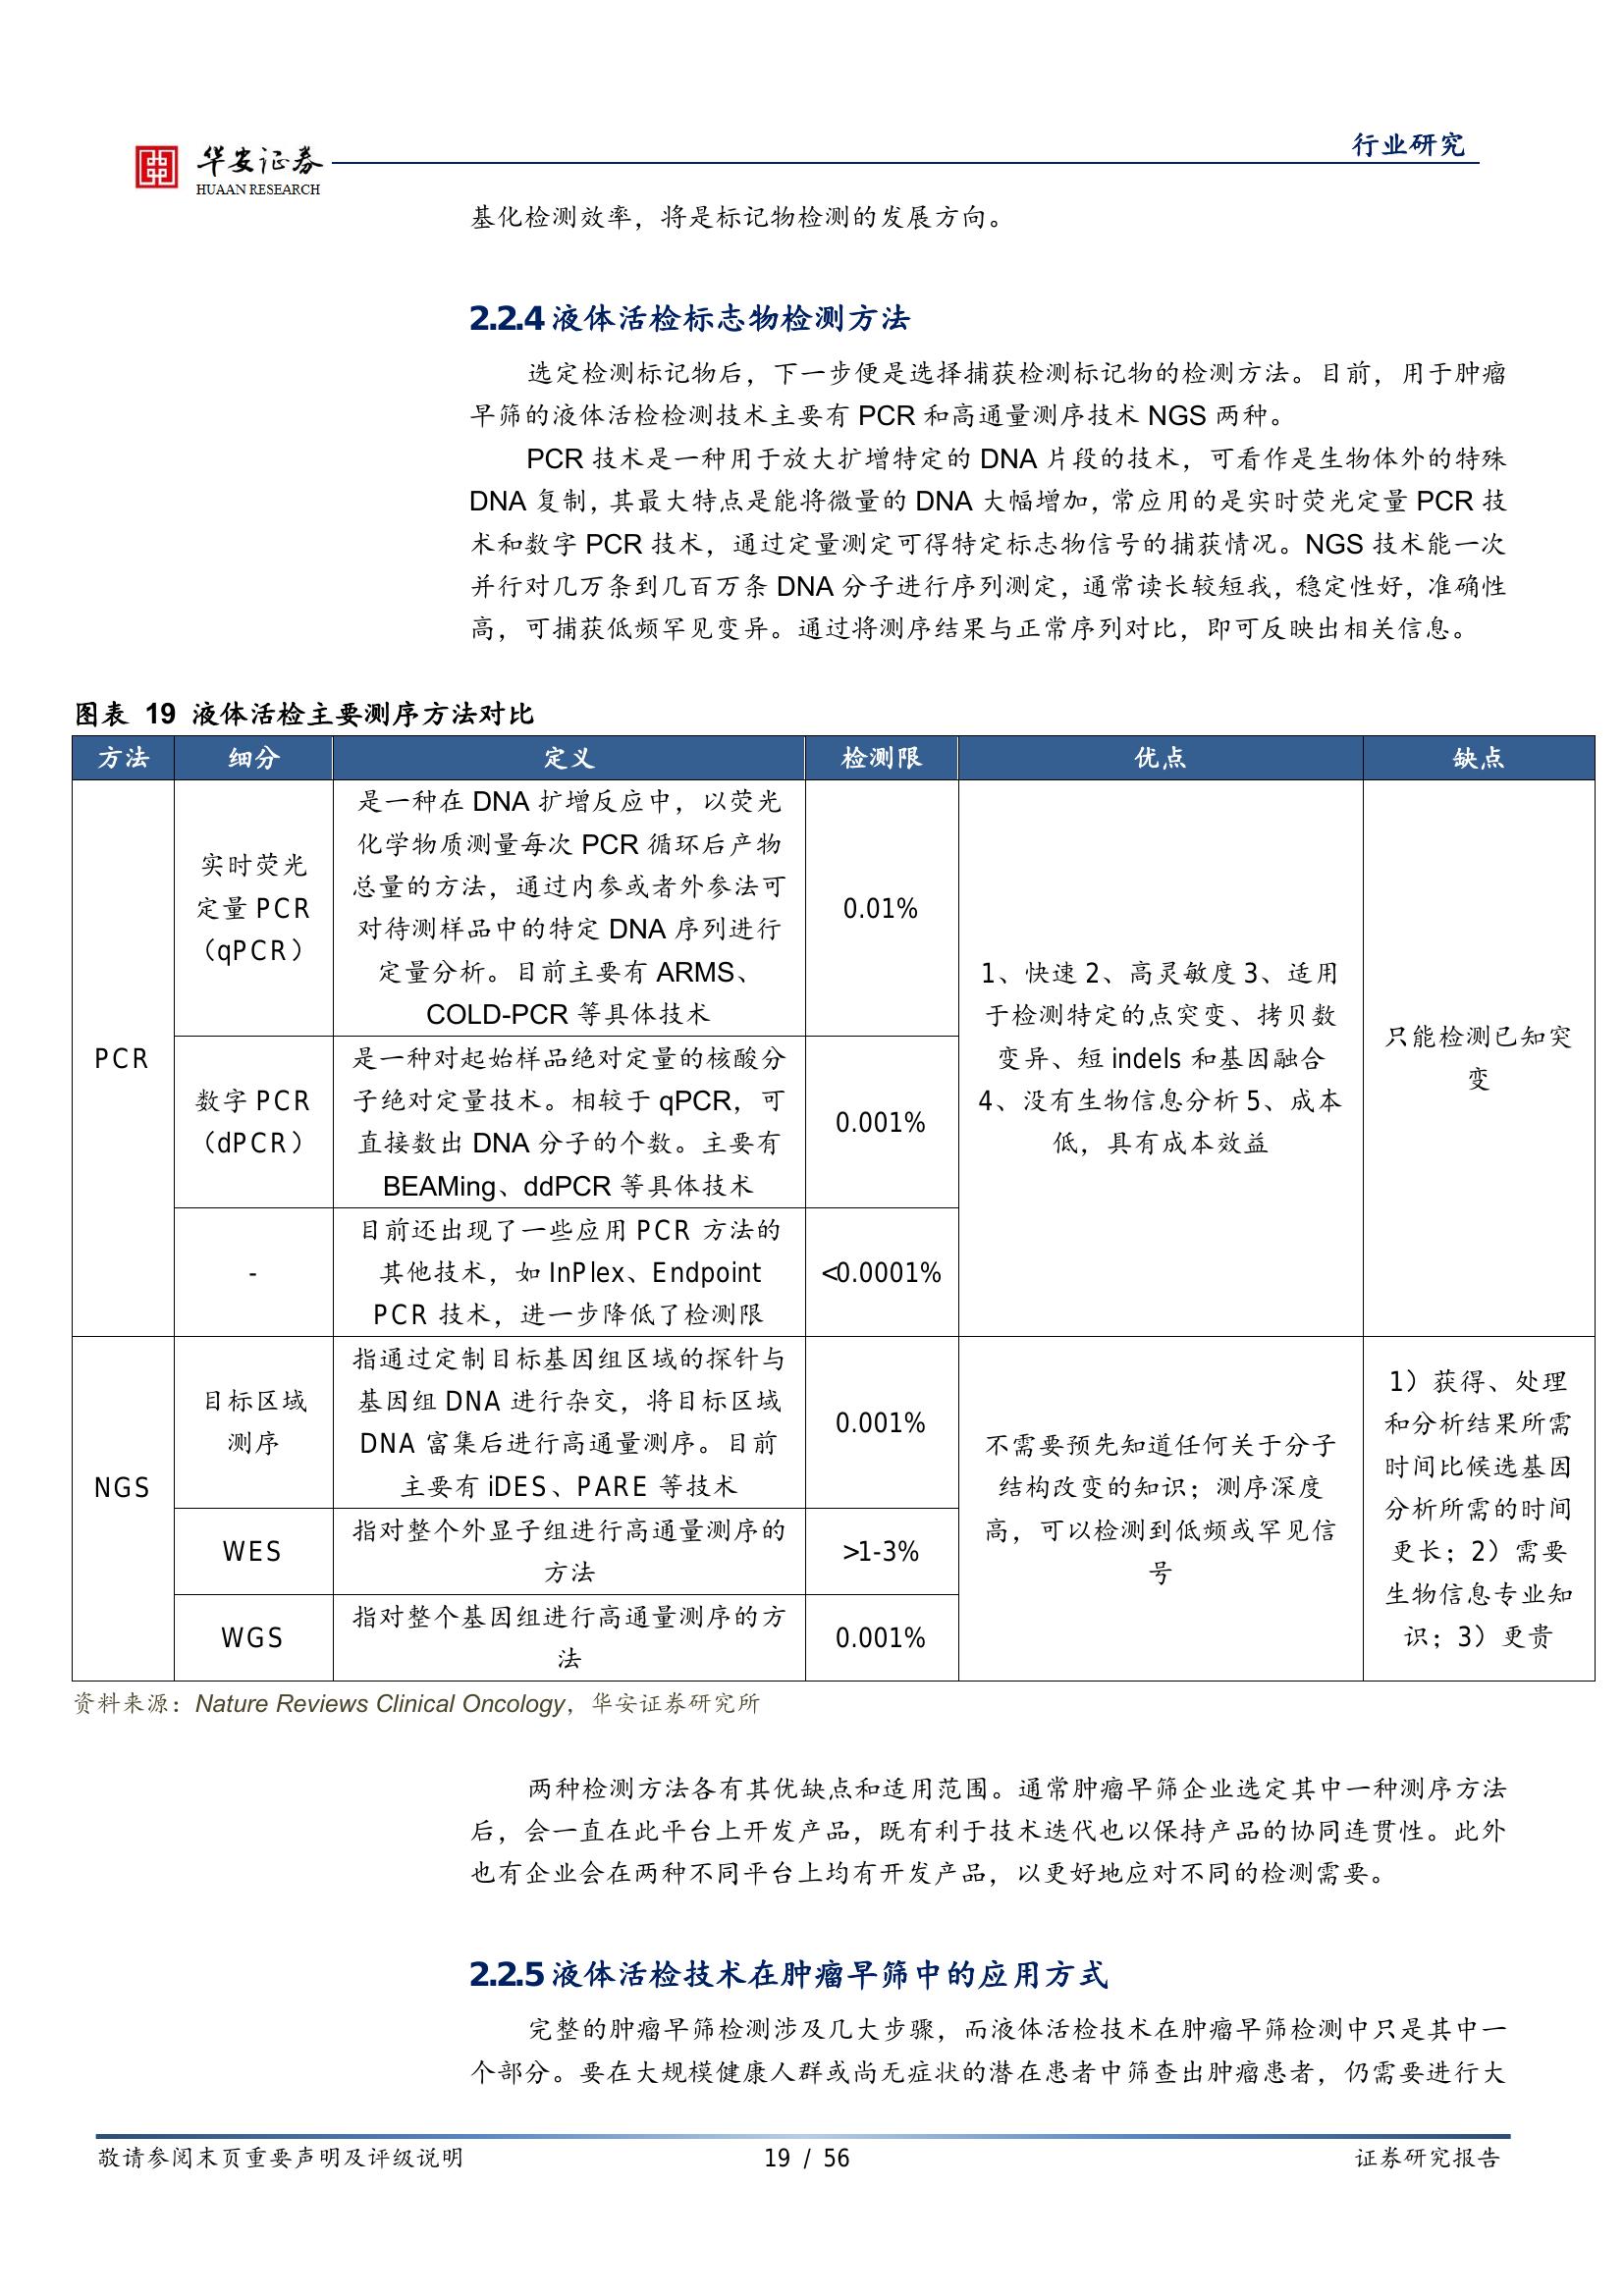 华安证券
HUAAN RESEARCH
行业研究
基化检测效率，将是标记物检测的发展方向。
2.2.4 液体活检标志物检测方法
选定检测标记物后，下一步便是选择捕获检测标记物的检测方法。目前，用于肿瘤
早筛的液体活检检测技术主要有 PCR 和高通量测序技术 NGS 两种。
PCR 技术是一种用于放大扩增特定的 DNA 片段的技术，可看作是生物体外的特殊
DNA 复制，其最大特点是能将微量的 DNA 大幅增加，常应用的是实时荧光定量 PCR 技
术和数字 PCR 技术，通过定量测定可得特定标志物信号的捕获情况。NGS 技术能一次
并行对几万条到几百万条 DNA 分子进行序列测定，通常读长较短我，稳定性好，准确性
高，可捕获低频罕见变异。通过将测序结果与正常序列对比，即可反映出相关信息。
图表 19 液体活检主要测序方法对比
方法 细分 定义 检测限 优点 缺点
PCR
实时荧光
定量 PCR
（qPCR）
是一种在 DNA 扩增反应中，以荧光
化学物质测量每次 PCR 循环后产物
总量的方法，通过内参或者外参法可
对待测样品中的特定 DNA 序列进行
定量分析。目前主要有 ARMS、
COLD-PCR 等具体技术
0.01%
1、快速 2、高灵敏度 3、适用
于检测特定的点突变、拷贝数
变异、短 indels 和基因融合
4、没有生物信息分析 5、成本
低，具有成本效益
只能检测已知突
变
数字 PCR
（dPCR）
是一种对起始样品绝对定量的核酸分
子绝对定量技术。相较于 qPCR，可
直接数出 DNA 分子的个数。主要有
BEAMing、ddPCR 等具体技术
0.001%
-
目前还出现了一些应用 PCR 方法的
其他技术，如 InPlex、Endpoint
PCR 技术，进一步降低了检测限
<0.0001%
NGS
目标区域
测序
指通过定制目标基因组区域的探针与
基因组 DNA 进行杂交，将目标区域
DNA 富集后进行高通量测序。目前
主要有 iDES、PARE 等技术
0.001%
不需要预先知道任何关于分子
结构改变的知识；测序深度
高，可以检测到低频或罕见信
号
1）获得、处理
和分析结果所需
时间比候选基因
分析所需的时间
更长；2）需要
生物信息专业知
识；3）更贵
WES
指对整个外显子组进行高通量测序的
方法
>1-3%
WGS
指对整个基因组进行高通量测序的方
法
0.001%
资料来源：Nature Reviews Clinical Oncology，华安证券研究所
两种检测方法各有其优缺点和适用范围。通常肿瘤早筛企业选定其中一种测序方法
后，会一直在此平台上开发产品，既有利于技术迭代也以保持产品的协同连贯性。此外
也有企业会在两种不同平台上均有开发产品，以更好地应对不同的检测需要。
2.2.5 液体活检技术在肿瘤早筛中的应用方式
完整的肿瘤早筛检测涉及几大步骤，而液体活检技术在肿瘤早筛检测中只是其中一
个部分。要在大规模健康人群或尚无症状的潜在患者中筛查出肿瘤患者，仍需要进行大
敬请参阅末页重要声明及评级说明
19 / 56
证券研究报告